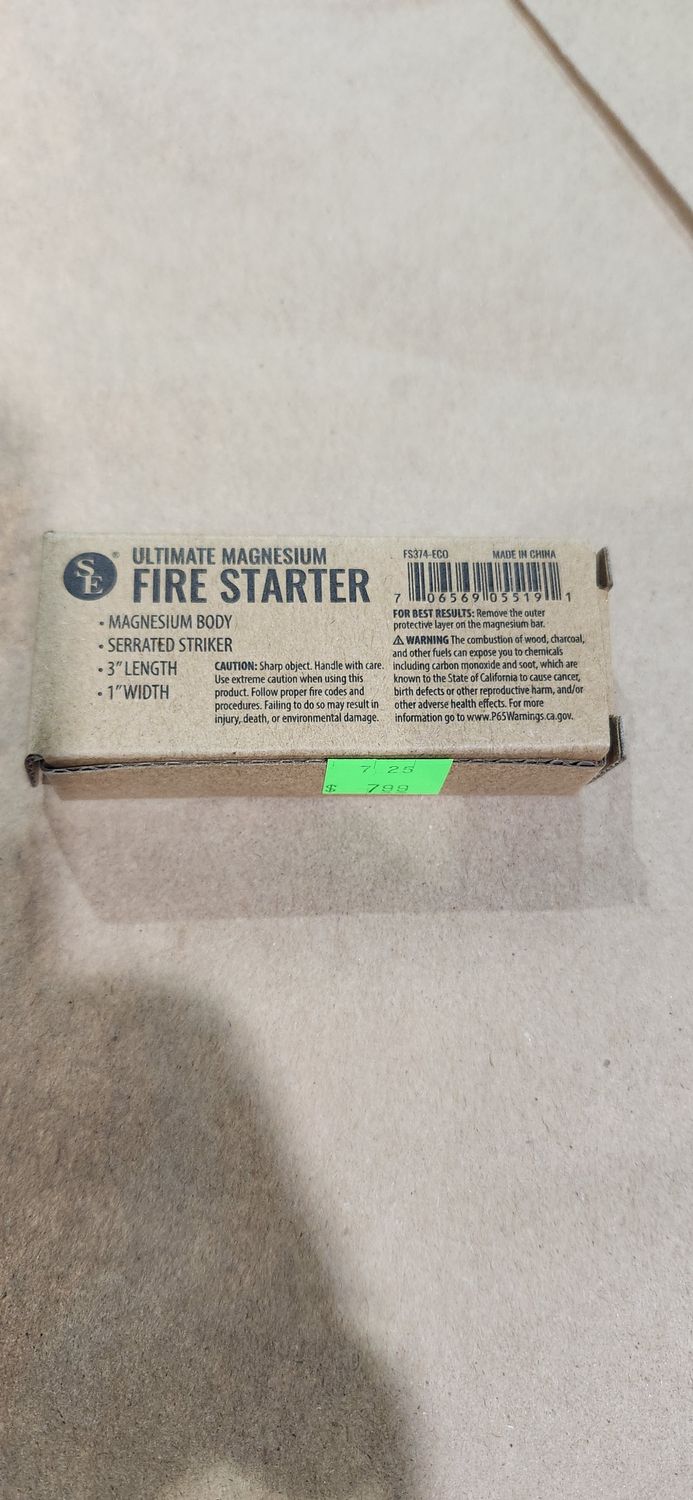 SE®
ULTIMATE MAGNESIUM
FIRE STARTER
• MAGNESIUM BODY
• SERRATED STRIKER
• 3" LENGTH
• 1" WIDTH
CAUTION: Sharp object. Handle with care.
Use extreme caution when using this
product. Follow proper fire codes and
procedures. Failing to do so may result in
injury, death, or environmental damage.
FS374-ECO MADE IN CHINA
7 06569 05519 1
FOR BEST RESULTS: Remove the outer
protective layer on the magnesium bar.
⚠ WARNING The combustion of wood, charcoal,
and other fuels can expose you to chemicals
including carbon monoxide and soot, which are
known to the State of California to cause cancer,
birth defects or other reproductive harm, and/or
other adverse health effects. For more
information go to www.P65Warnings.ca.gov.
7 25
$ 799